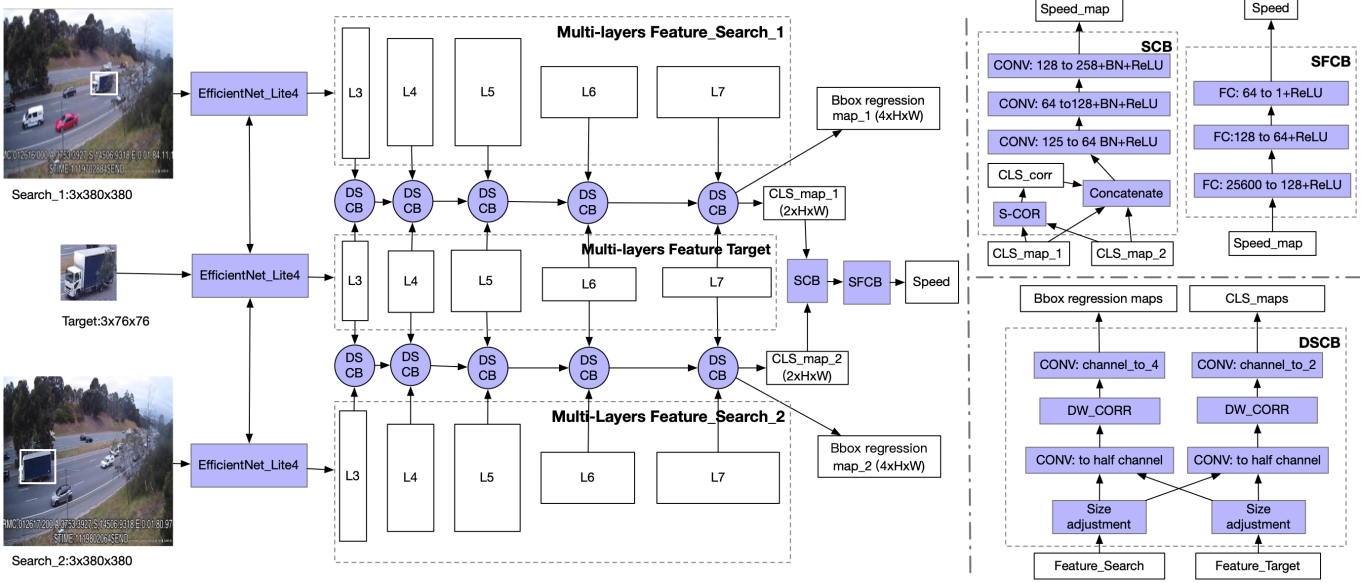 Multi-layers Feature_Search_1
EfficientNet_Lite4
L3
L4
L5
L6
L7
Bbox regression
map_1 (4xHxW)
Search_1:3x380x380
DS
CB
DS
CB
DS
CB
DS
CB
DS
CB
CLS_map_1
(2xHxW)
Multi-layers Feature Target
EfficientNet_Lite4
L3
L4
L5
L6
L7
Target:3x76x76
SCB
SFCB
Speed
DS
CB
DS
CB
DS
CB
DS
CB
DS
CB
CLS_map_2
(2xHxW)
Multi-Layers Feature_Search_2
EfficientNet_Lite4
L3
L4
L5
L6
L7
Bbox regression
map_2 (4xHxW)
Search_2:3x380x380
Speed_map
SCB
CONV: 128 to 258+BN+ReLU
CONV: 64 to128+BN+ReLU
CONV: 125 to 64 BN+ReLU
CLS_corr
Concatenate
S-COR
CLS_map_1
CLS_map_2
Speed
SFCB
FC: 64 to 1+ReLU
FC:128 to 64+ReLU
FC: 25600 to 128+ReLU
Speed_map
Bbox regression maps
CLS_maps
DSCB
CONV: channel_to_4
CONV: channel_to_2
DW_CORR
DW_CORR
CONV: to half channel
CONV: to half channel
Size
adjustment
Size
adjustment
Feature_Search
Feature_Target